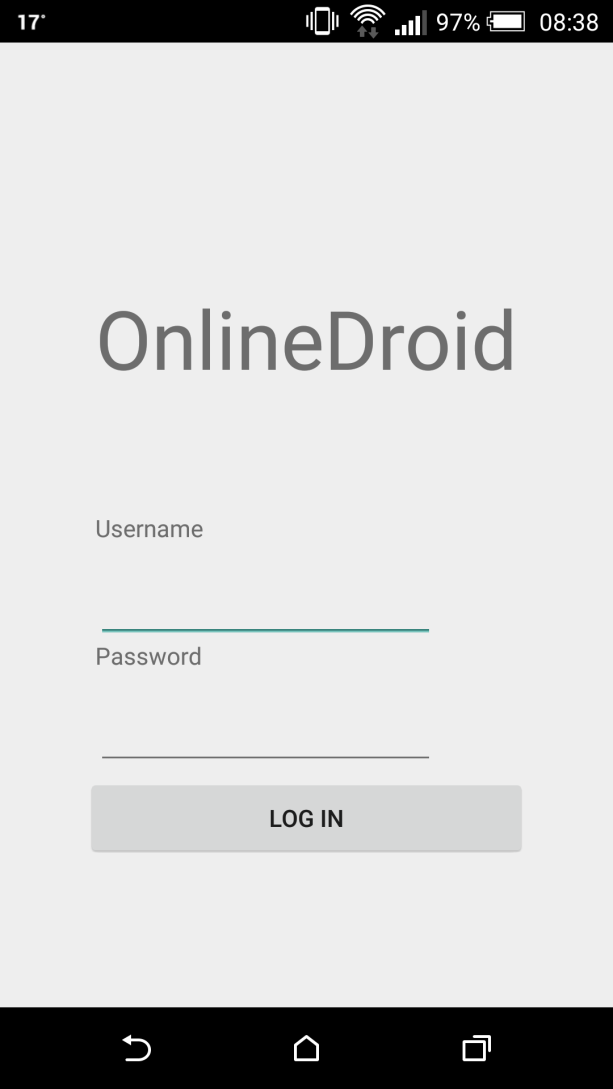 17° 97% 08:38
OnlineDroid
Username
Password
LOG IN